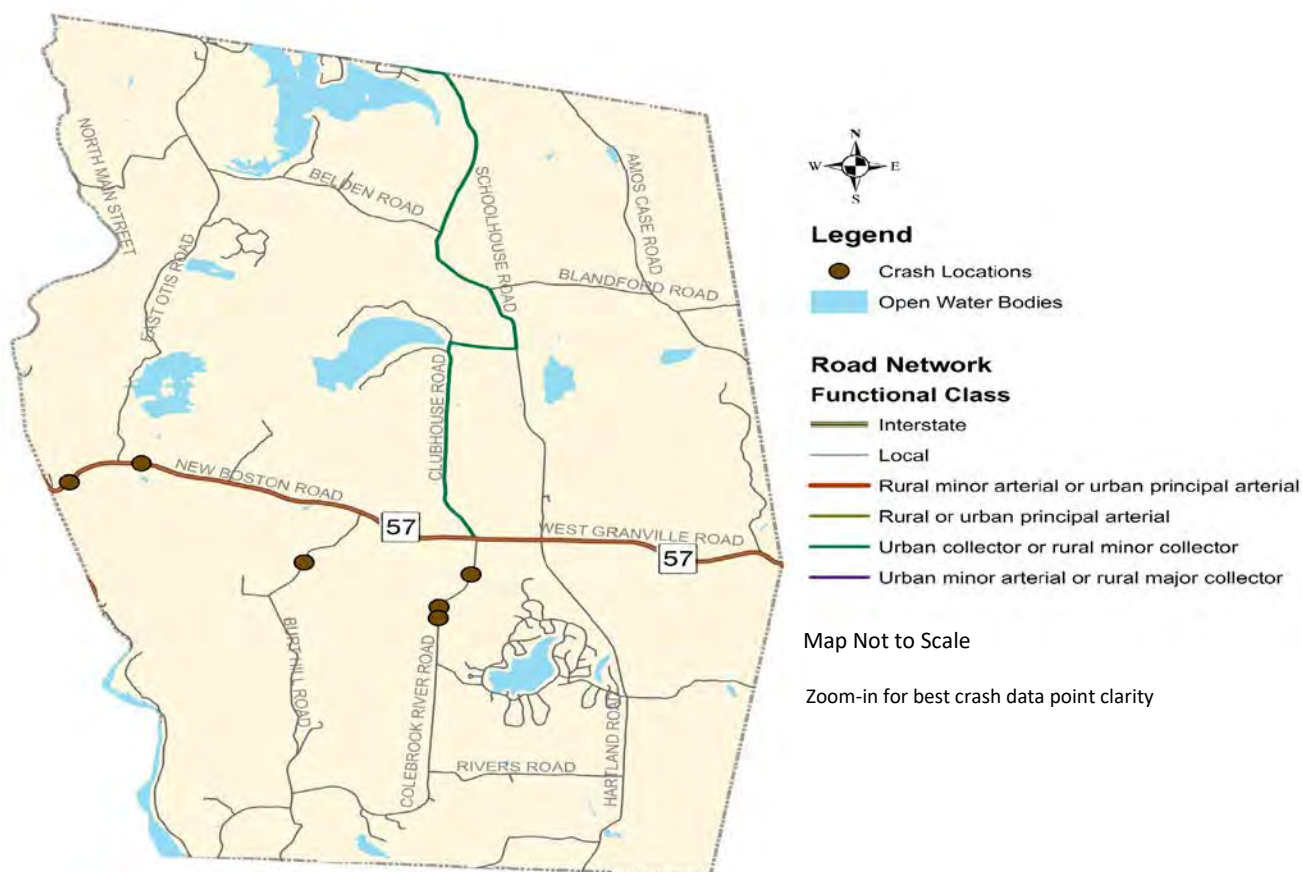 NORTH MAIN STREET
BELDEN ROAD
SCHOOLHOUSE ROAD
AMOS CASE ROAD
EAST OTIS ROAD
BLANDFORD ROAD
CLUBHOUSE ROAD
NEW BOSTON ROAD
57
WEST GRANVILLE ROAD
57
BURT HILL ROAD
COLEBROOK RIVER ROAD
HARTLAND ROAD
RIVERS ROAD
N
W
E
S
Legend
Crash Locations
Open Water Bodies
Road Network
Functional Class
Interstate
Local
Rural minor arterial or urban principal arterial
Rural or urban principal arterial
Urban collector or rural minor collector
Urban minor arterial or rural major collector
Map Not to Scale
Zoom-in for best crash data point clarity